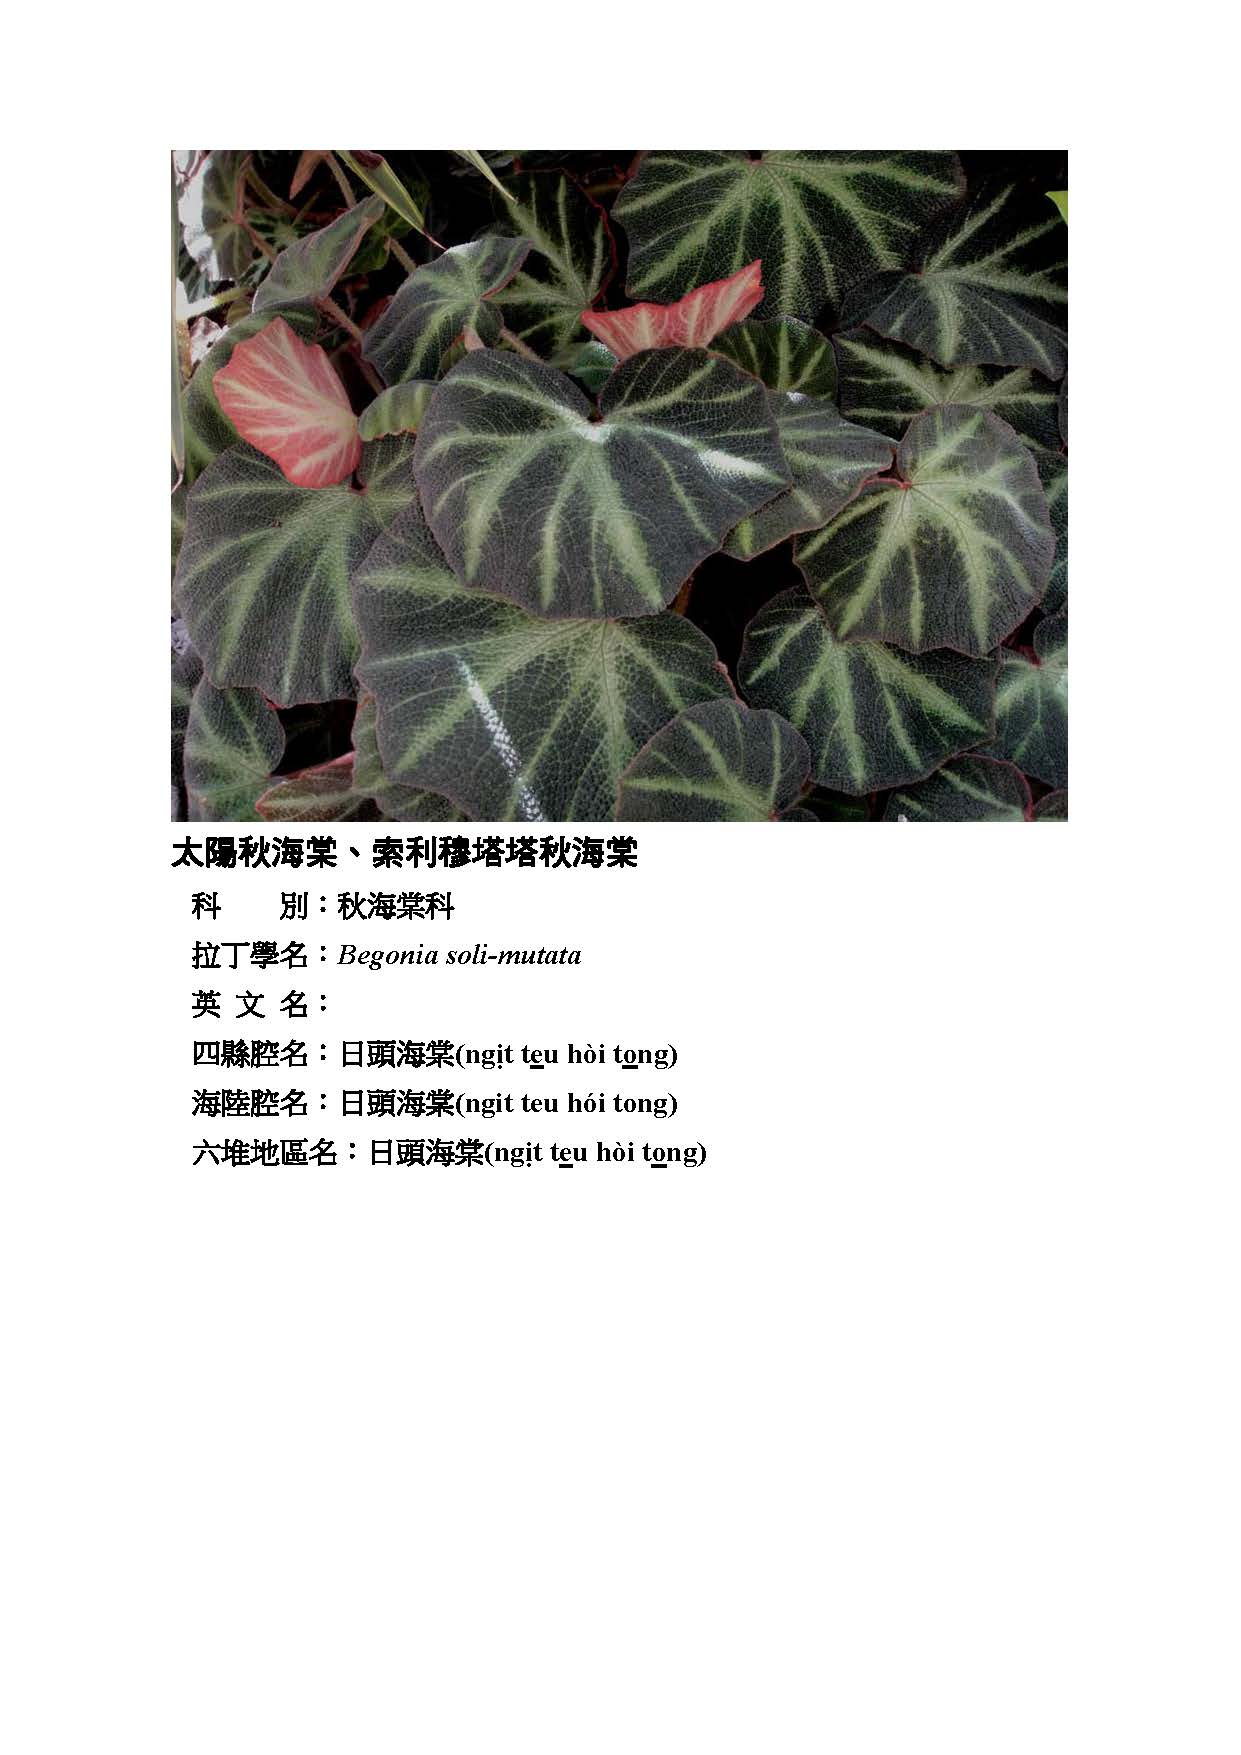 太陽秋海棠、索利穆塔塔秋海棠
科　　別：秋海棠科
拉丁學名：Begonia soli-mutata
英 文 名：
四縣腔名：日頭海棠(ngi̩t te̲u hòi to̲ng)
海陸腔名：日頭海棠(ngit teu hói tong)
六堆地區名：日頭海棠(ngi̩t te̲u hòi to̲ng)